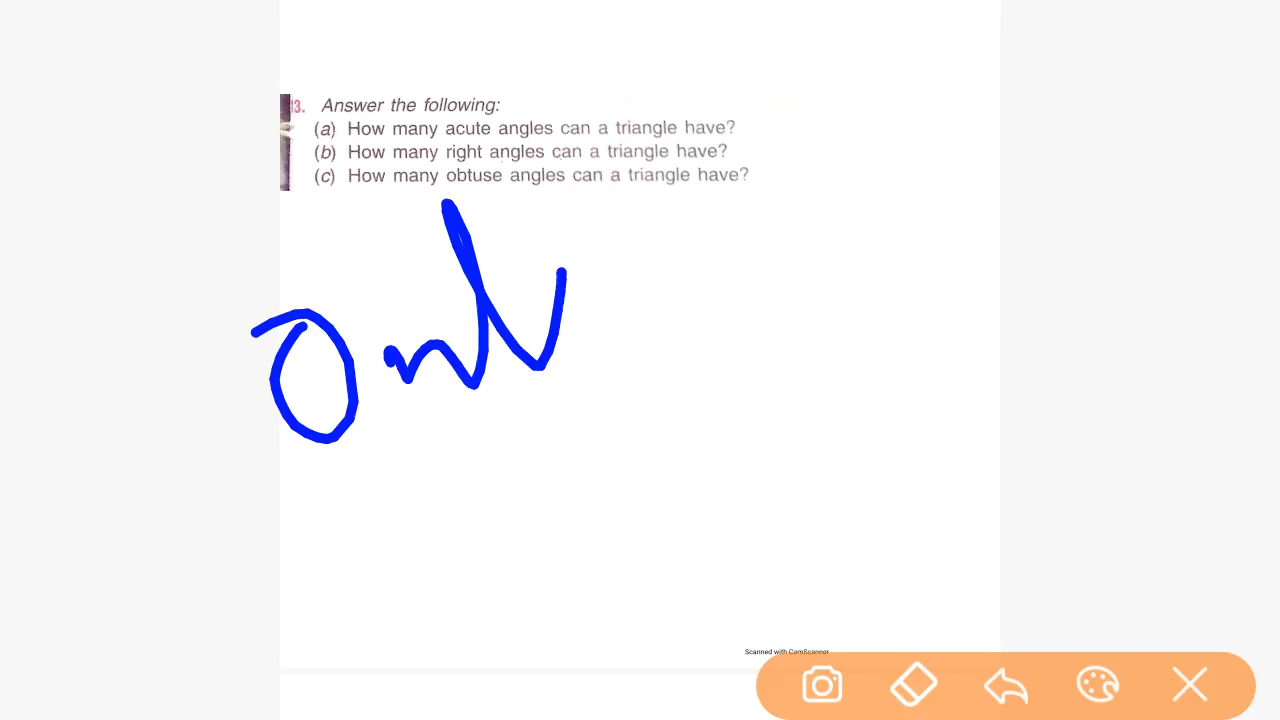 13. Answer the following:
(a) How many acute angles can a triangle have?
(b) How many right angles can a triangle have?
(c) How many obtuse angles can a triangle have?
Scanned with CamScanner